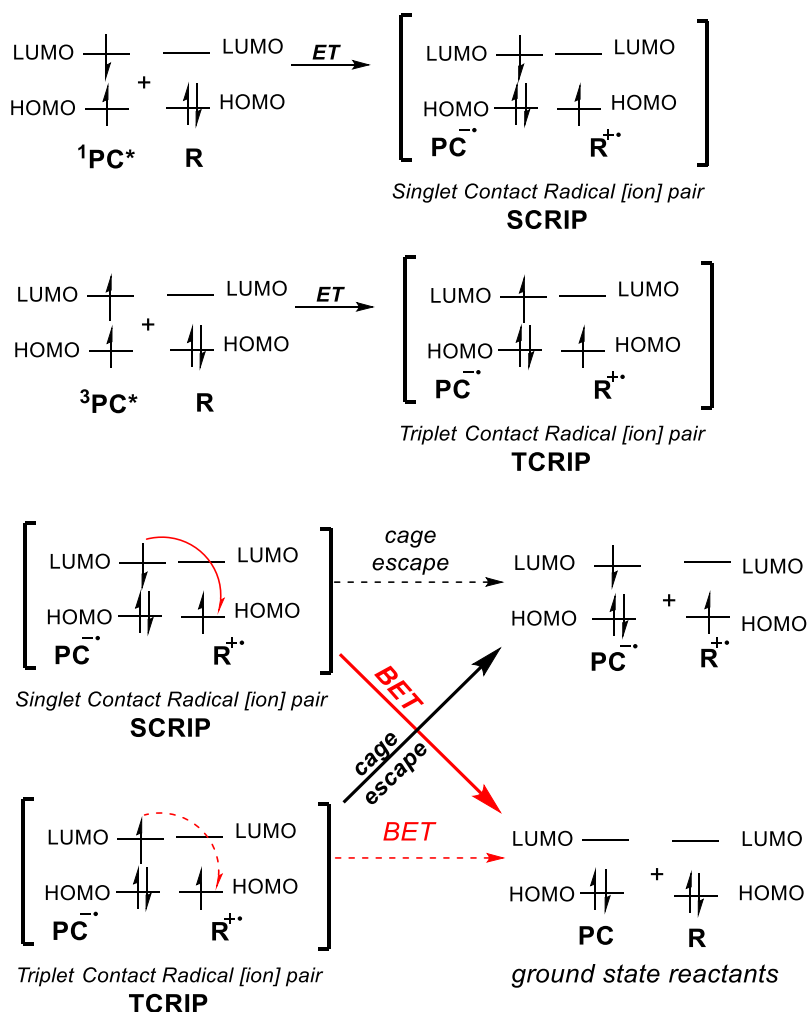 LUMO LUMO ET LUMO LUMO
+
HOMO HOMO HOMO HOMO
¹PC* R PC⁻• R⁺•
Singlet Contact Radical [ion] pair
SCRIP
LUMO LUMO ET LUMO LUMO
+
HOMO HOMO HOMO HOMO
³PC* R PC⁻• R⁺•
Triplet Contact Radical [ion] pair
TCRIP
cage
escape
LUMO LUMO LUMO LUMO
+
HOMO HOMO HOMO HOMO
PC⁻• R⁺• PC⁻• R⁺•
Singlet Contact Radical [ion] pair
SCRIP
BET
cage
escape
LUMO LUMO BET LUMO LUMO
+
HOMO HOMO HOMO HOMO
PC⁻• R⁺• PC R
Triplet Contact Radical [ion] pair
TCRIP
ground state reactants